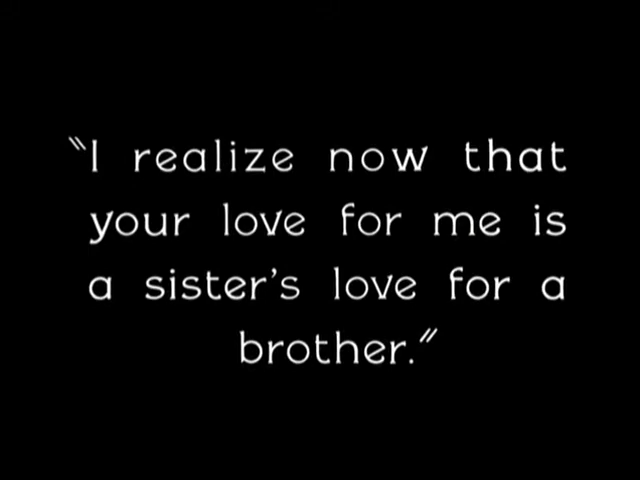 "I realize now that
your love for me is
a sister's love for a
brother."